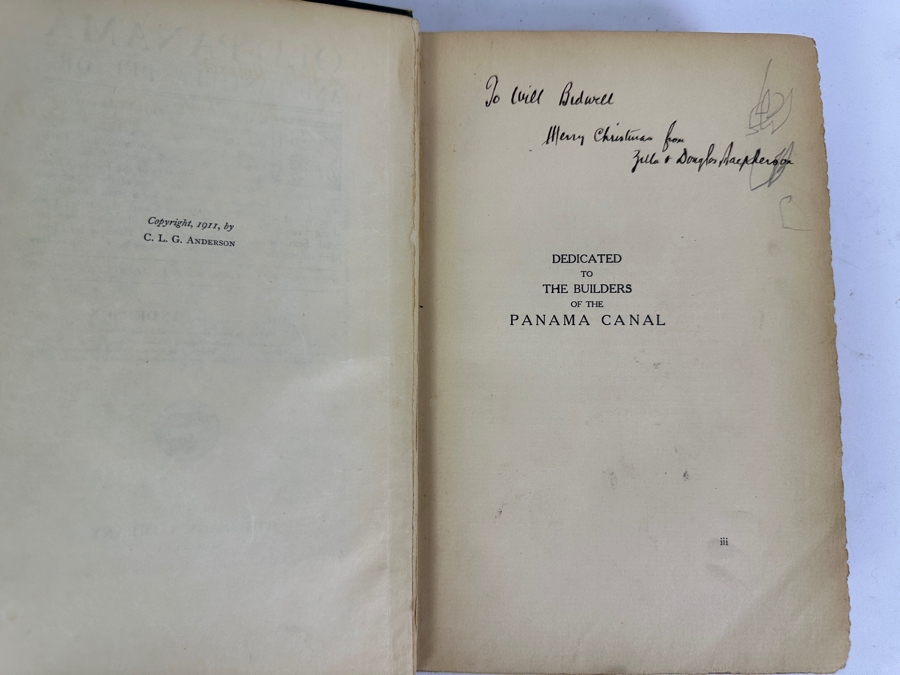 Copyright, 1911, by
C. L. G. ANDERSON
To Will Bidwell
Merry Christmas from
& Douglas Macpherson
DEDICATED
TO
THE BUILDERS
OF THE
PANAMA CANAL
iii